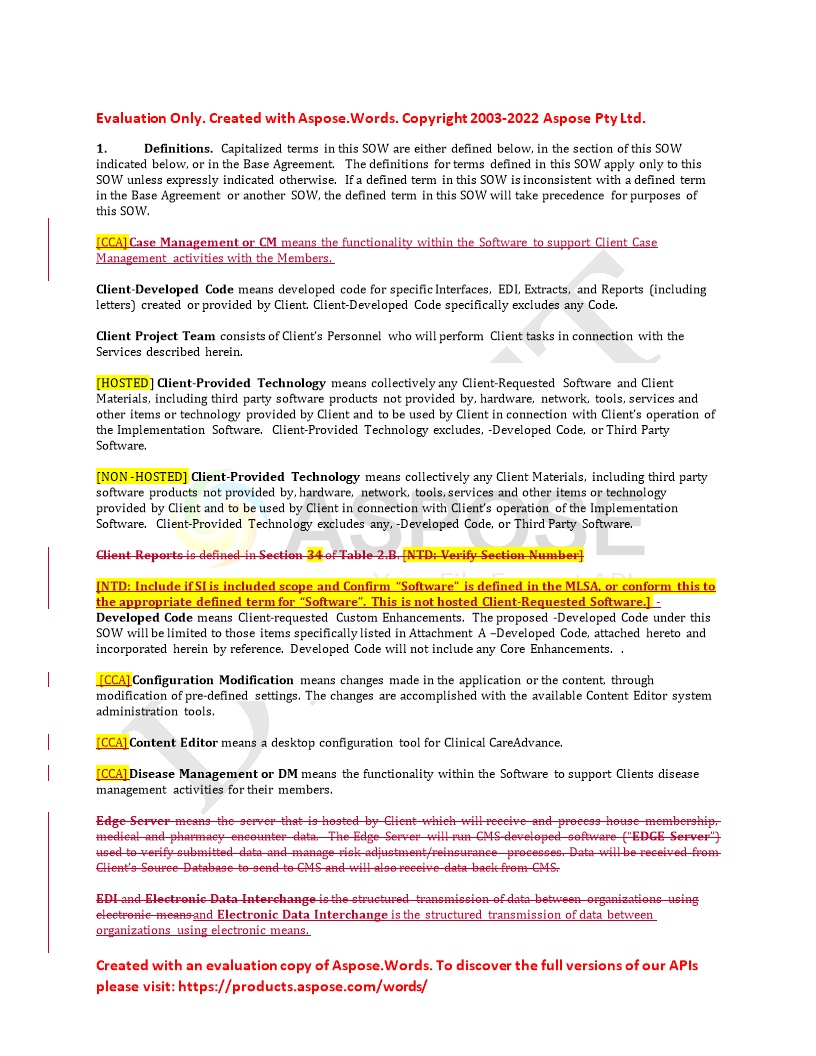 Evaluation Only. Created with Aspose.Words. Copyright 2003-2022 Aspose Pty Ltd.
1. Definitions. Capitalized terms in this SOW are either defined below, in the section of this SOW
indicated below, or in the Base Agreement. The definitions for terms defined in this SOW apply only to this
SOW unless expressly indicated otherwise. If a defined term in this SOW is inconsistent with a defined term
in the Base Agreement or another SOW, the defined term in this SOW will take precedence for purposes of
this SOW.
[CCA]Case Management or CM means the functionality within the Software to support Client Case
Management activities with the Members.
Client-Developed Code means developed code for specific Interfaces, EDI, Extracts, and Reports (including
letters) created or provided by Client. Client-Developed Code specifically excludes any Code.
Client Project Team consists of Client's Personnel who will perform Client tasks in connection with the
Services described herein.
[HOSTED] Client-Provided Technology means collectively any Client-Requested Software and Client
Materials, including third party software products not provided by, hardware, network, tools, services and
other items or technology provided by Client and to be used by Client in connection with Client's operation of
the Implementation Software. Client-Provided Technology excludes, -Developed Code, or Third Party
Software.
[NON -HOSTED] Client-Provided Technology means collectively any Client Materials, including third party
software products not provided by, hardware, network, tools, services and other items or technology
provided by Client and to be used by Client in connection with Client's operation of the Implementation
Software. Client-Provided Technology excludes any, -Developed Code, or Third Party Software.
Client Reports is defined in Section 34 of Table 2.B. [NTD: Verify Section Number]
[NTD: Include if SI is included scope and Confirm “Software” is defined in the MLSA, or conform this to
the appropriate defined term for “Software”. This is not hosted Client-Requested Software.] -
Developed Code means Client-requested Custom Enhancements. The proposed -Developed Code under this
SOW will be limited to those items specifically listed in Attachment A –Developed Code, attached hereto and
incorporated herein by reference. Developed Code will not include any Core Enhancements. .
[CCA]Configuration Modification means changes made in the application or the content, through
modification of pre-defined settings. The changes are accomplished with the available Content Editor system
administration tools.
[CCA]Content Editor means a desktop configuration tool for Clinical CareAdvance.
[CCA]Disease Management or DM means the functionality within the Software to support Clients disease
management activities for their members.
Edge Server means the server that is hosted by Client which will receive and process house membership,
medical and pharmacy encounter data. The Edge Server will run CMS-developed software (“EDGE Server”)
used to verify submitted data and manage risk adjustment/reinsurance processes. Data will be received from
Client's Source Database to send to CMS and will also receive data back from CMS.
EDI and Electronic Data Interchange is the structured transmission of data between organizations using
electronic means and Electronic Data Interchange is the structured transmission of data between
organizations using electronic means.
Created with an evaluation copy of Aspose.Words. To discover the full versions of our APIs
please visit: https://products.aspose.com/words/
ASPOSE